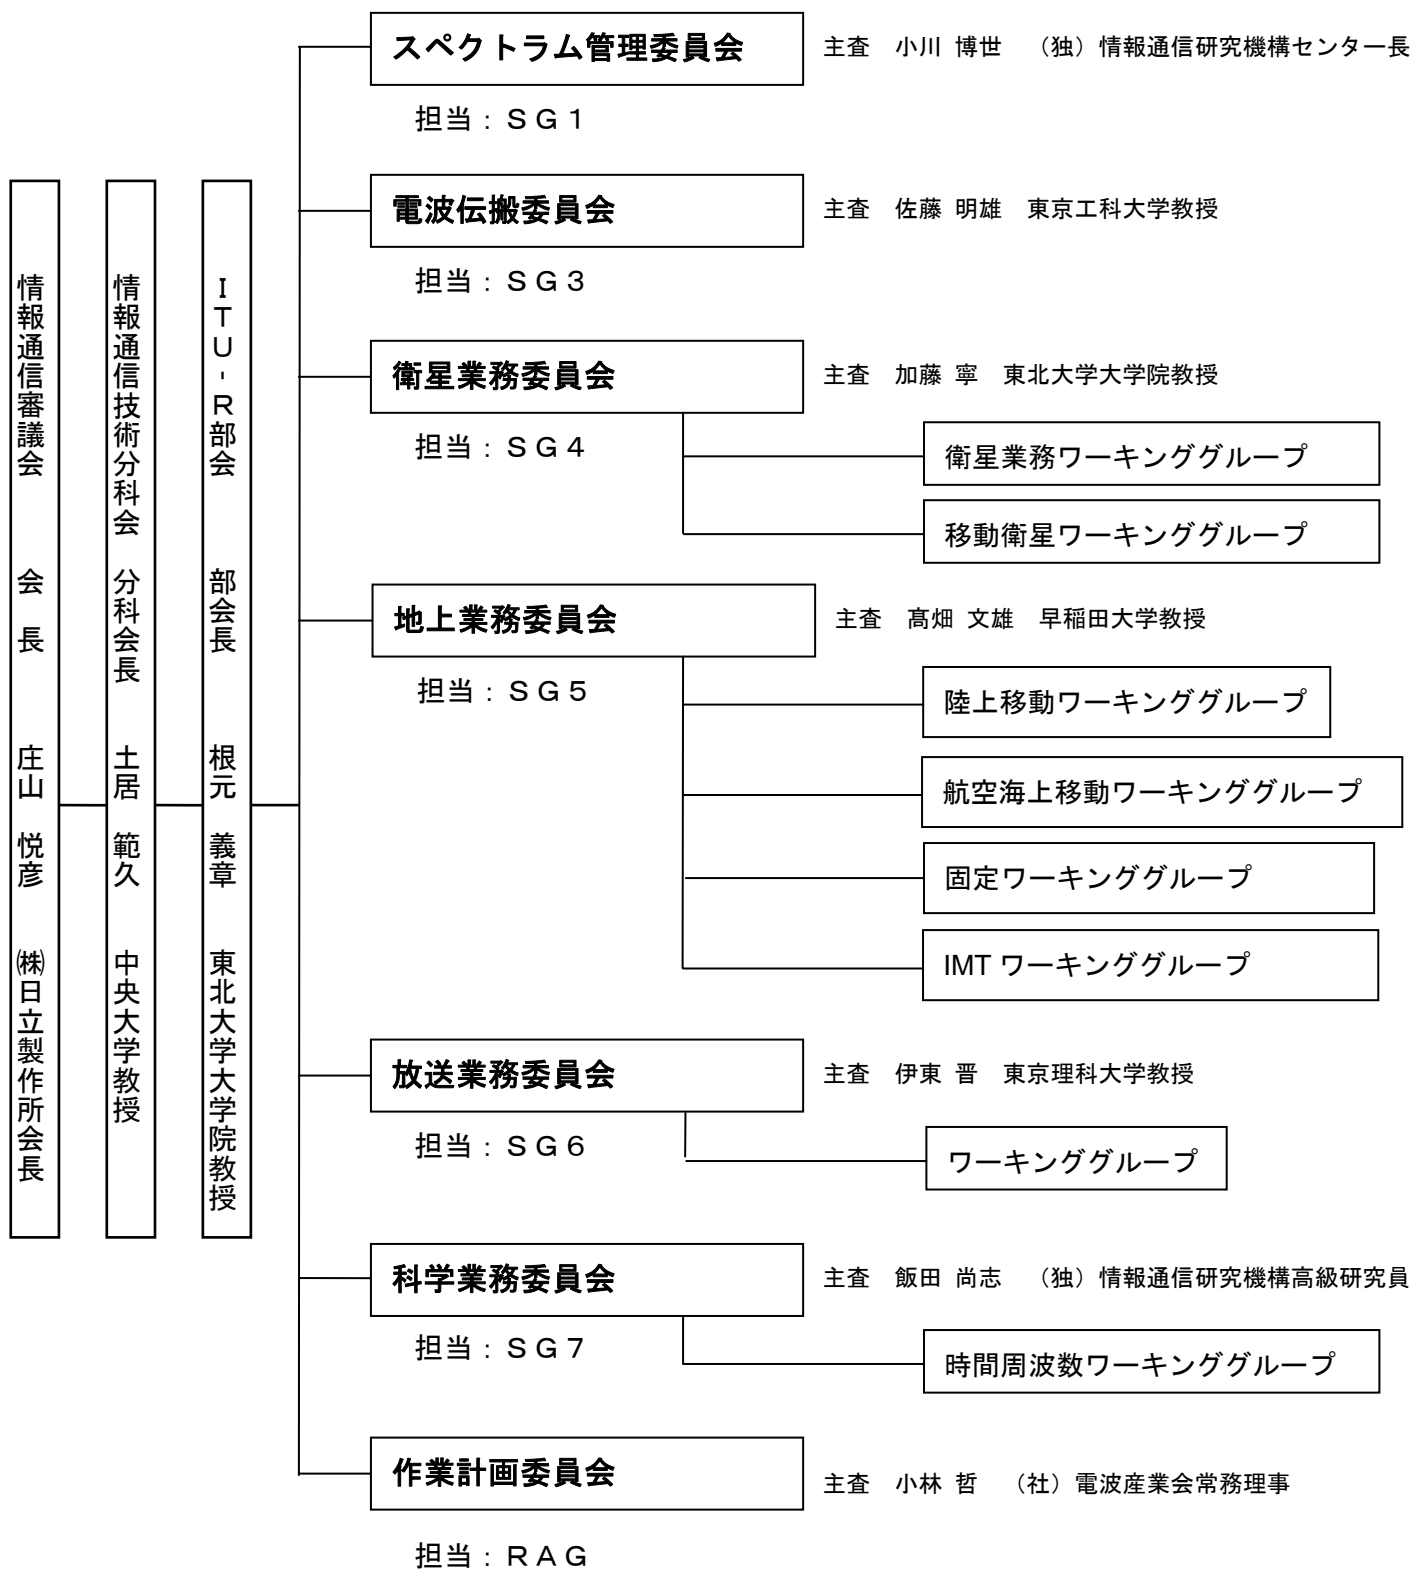 情報通信審議会 会長 庄山 悦彦 ㈱日立製作所会長
情報通信技術分科会 分科会長 土居 範久 中央大学教授
ITU-R部会 部会長 根元 義章 東北大学大学院教授
スペクトラム管理委員会
主査 小川 博世 (独)情報通信研究機構センター長
担当:SG1
電波伝搬委員会
主査 佐藤 明雄 東京工科大学教授
担当:SG3
衛星業務委員会
主査 加藤 寧 東北大学大学院教授
担当:SG4
衛星業務ワーキンググループ
移動衛星ワーキンググループ
地上業務委員会
主査 髙畑 文雄 早稲田大学教授
担当:SG5
陸上移動ワーキンググループ
航空海上移動ワーキンググループ
固定ワーキンググループ
IMT ワーキンググループ
放送業務委員会
主査 伊東 晋 東京理科大学教授
担当:SG6
ワーキンググループ
科学業務委員会
主査 飯田 尚志 (独)情報通信研究機構高級研究員
担当:SG7
時間周波数ワーキンググループ
作業計画委員会
主査 小林 哲 (社)電波産業会常務理事
担当:RAG